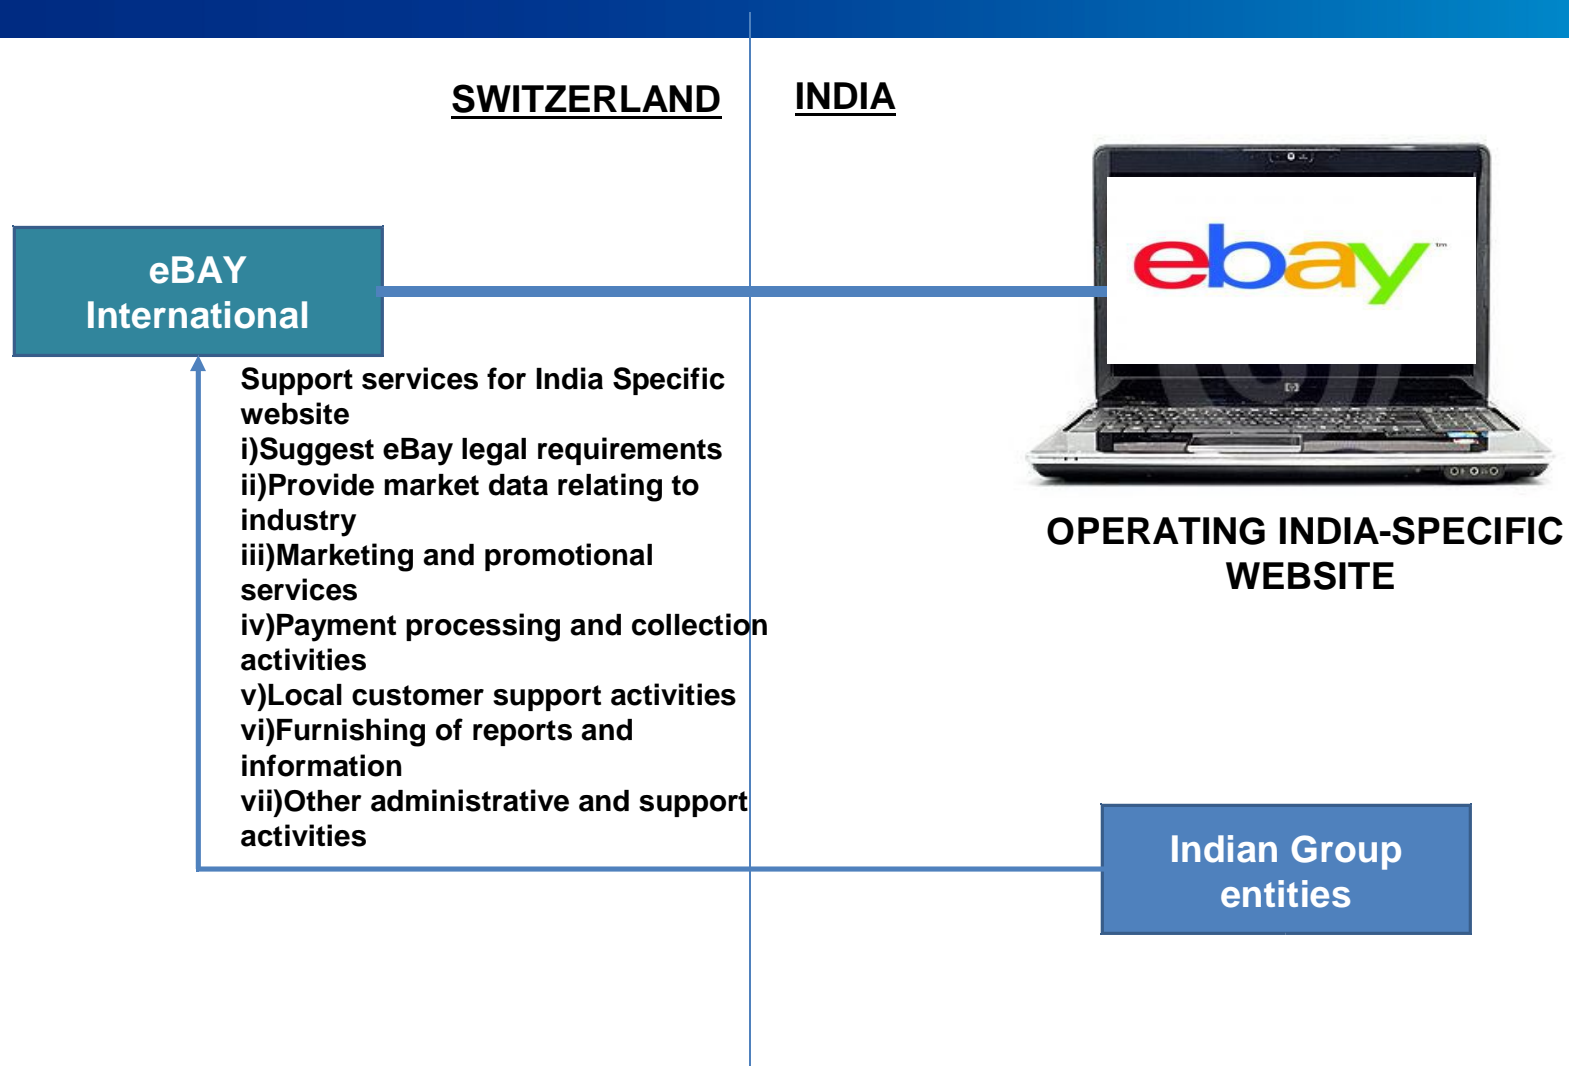 SWITZERLAND
INDIA
eBAY
International
ebay
™
Support services for India Specific
website
i)Suggest eBay legal requirements
ii)Provide market data relating to
industry
iii)Marketing and promotional
services
iv)Payment processing and collection
activities
v)Local customer support activities
vi)Furnishing of reports and
information
vii)Other administrative and support
activities
hp
OPERATING INDIA-SPECIFIC
WEBSITE
Indian Group
entities